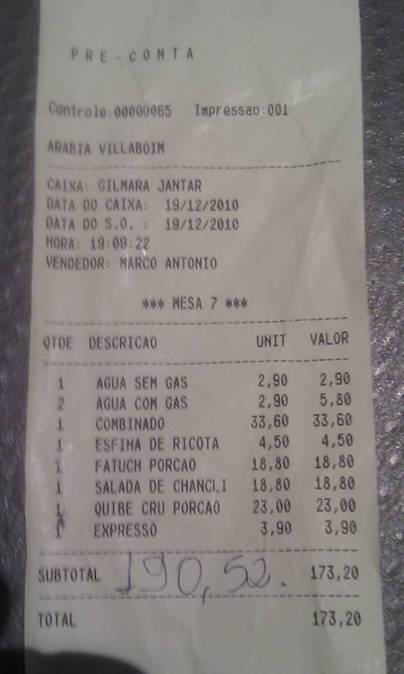 PRE-CONTA
Controle:00000065 Impressao:001
ARABIA VILLABOIM
CAIXA: GILMARA JANTAR
DATA DO CAIXA: 19/12/2010
DATA DO S.O. : 19/12/2010
HORA: 19:09:22
VENDEDOR: MARCO ANTONIO
*** MESA 7 ***
QTDE DESCRICAO UNIT VALOR
1 AGUA SEM GAS 2,90 2,90
2 AGUA COM GAS 2,90 5,80
1 COMBINADO 33,60 33,60
1 ESFIHA DE RICOTA 4,50 4,50
1 FATUCH PORCAO 18,80 18,80
1 SALADA DE CHANCLI 18,80 18,80
1 QUIBE CRU PORCAO 23,00 23,00
1 EXPRESSO 3,90 3,90
SUBTOTAL 190,52. 173,20
TOTAL 173,20